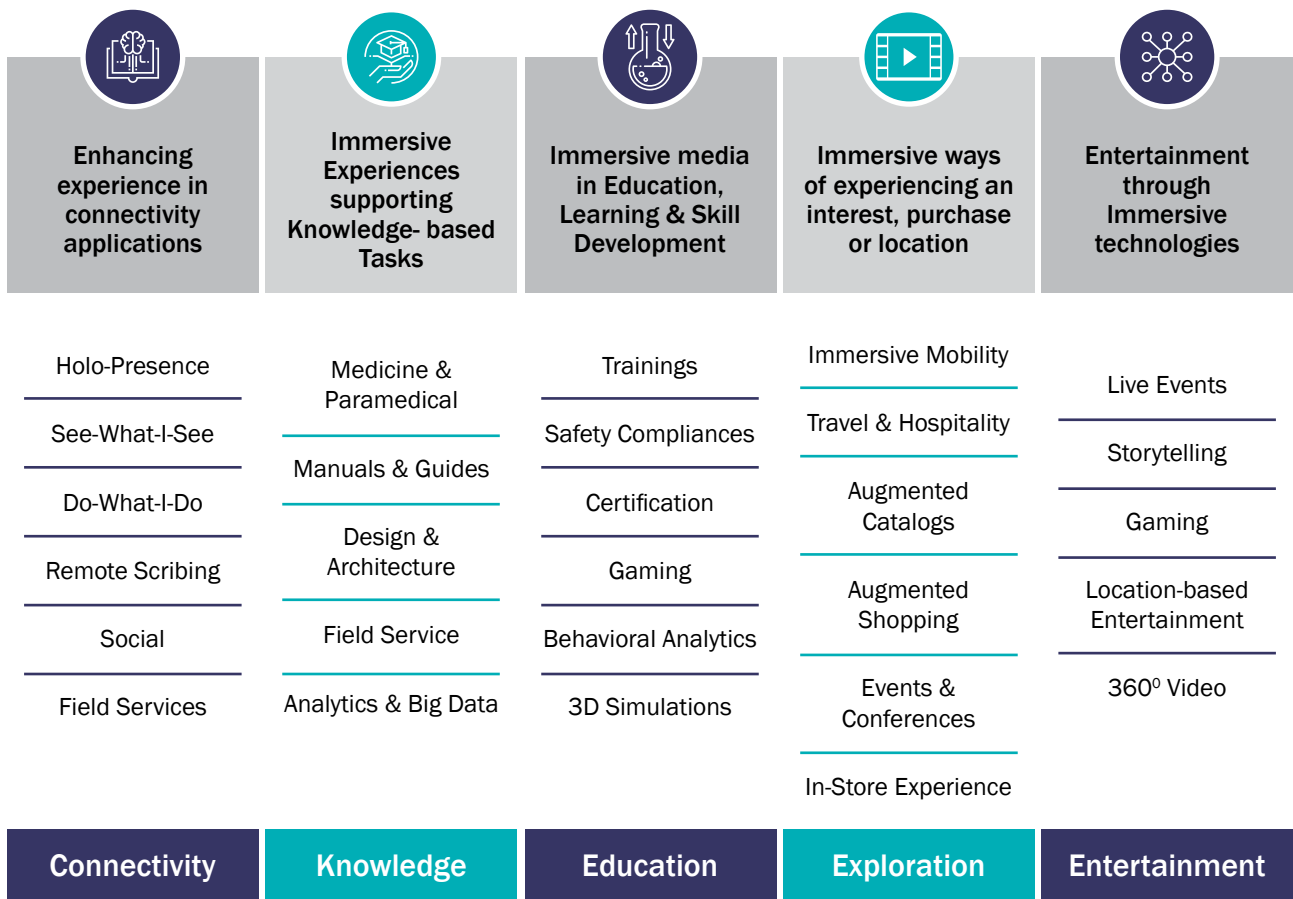 Enhancing
experience in
connectivity
applications
Immersive
Experiences
supporting
Knowledge- based
Tasks
Immersive media
in Education,
Learning & Skill
Development
Immersive ways
of experiencing an
interest, purchase
or location
Entertainment
through
Immersive
technologies
Holo-Presence
See-What-I-See
Do-What-I-Do
Remote Scribing
Social
Field Services
Medicine &
Paramedical
Manuals & Guides
Design &
Architecture
Field Service
Analytics & Big Data
Trainings
Safety Compliances
Certification
Gaming
Behavioral Analytics
3D Simulations
Immersive Mobility
Travel & Hospitality
Augmented
Catalogs
Augmented
Shopping
Events &
Conferences
In-Store Experience
Live Events
Storytelling
Gaming
Location-based
Entertainment
360⁰ Video
Connectivity
Knowledge
Education
Exploration
Entertainment